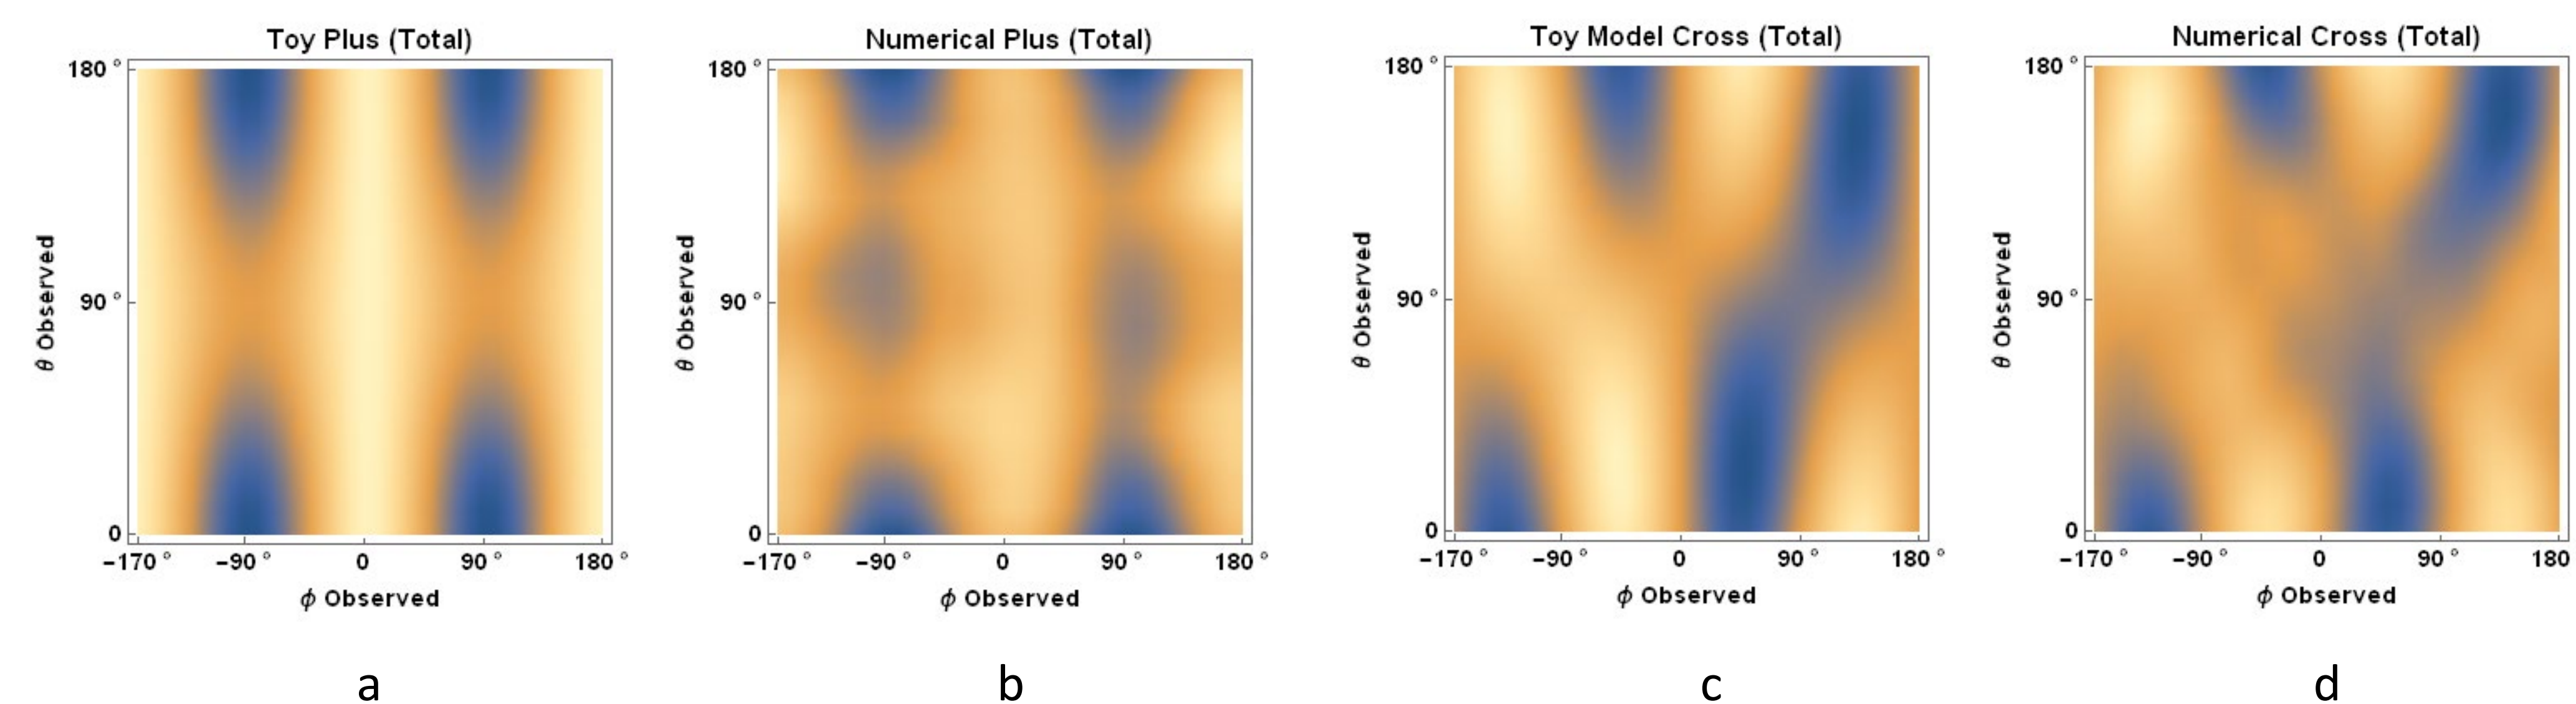 Toy Plus (Total)
180 °
90 °
0
θ Observed
−170 ° −90 ° 0 90 ° 180 °
ϕ Observed
a
Numerical Plus (Total)
180 °
90 °
0
θ Observed
−170 ° −90 ° 0 90 ° 180 °
ϕ Observed
b
Toy Model Cross (Total)
180 °
90 °
0
θ Observed
−170 ° −90 ° 0 90 ° 180 °
ϕ Observed
c
Numerical Cross (Total)
180 °
90 °
0
θ Observed
−170 ° −90 ° 0 90 ° 180
ϕ Observed
d